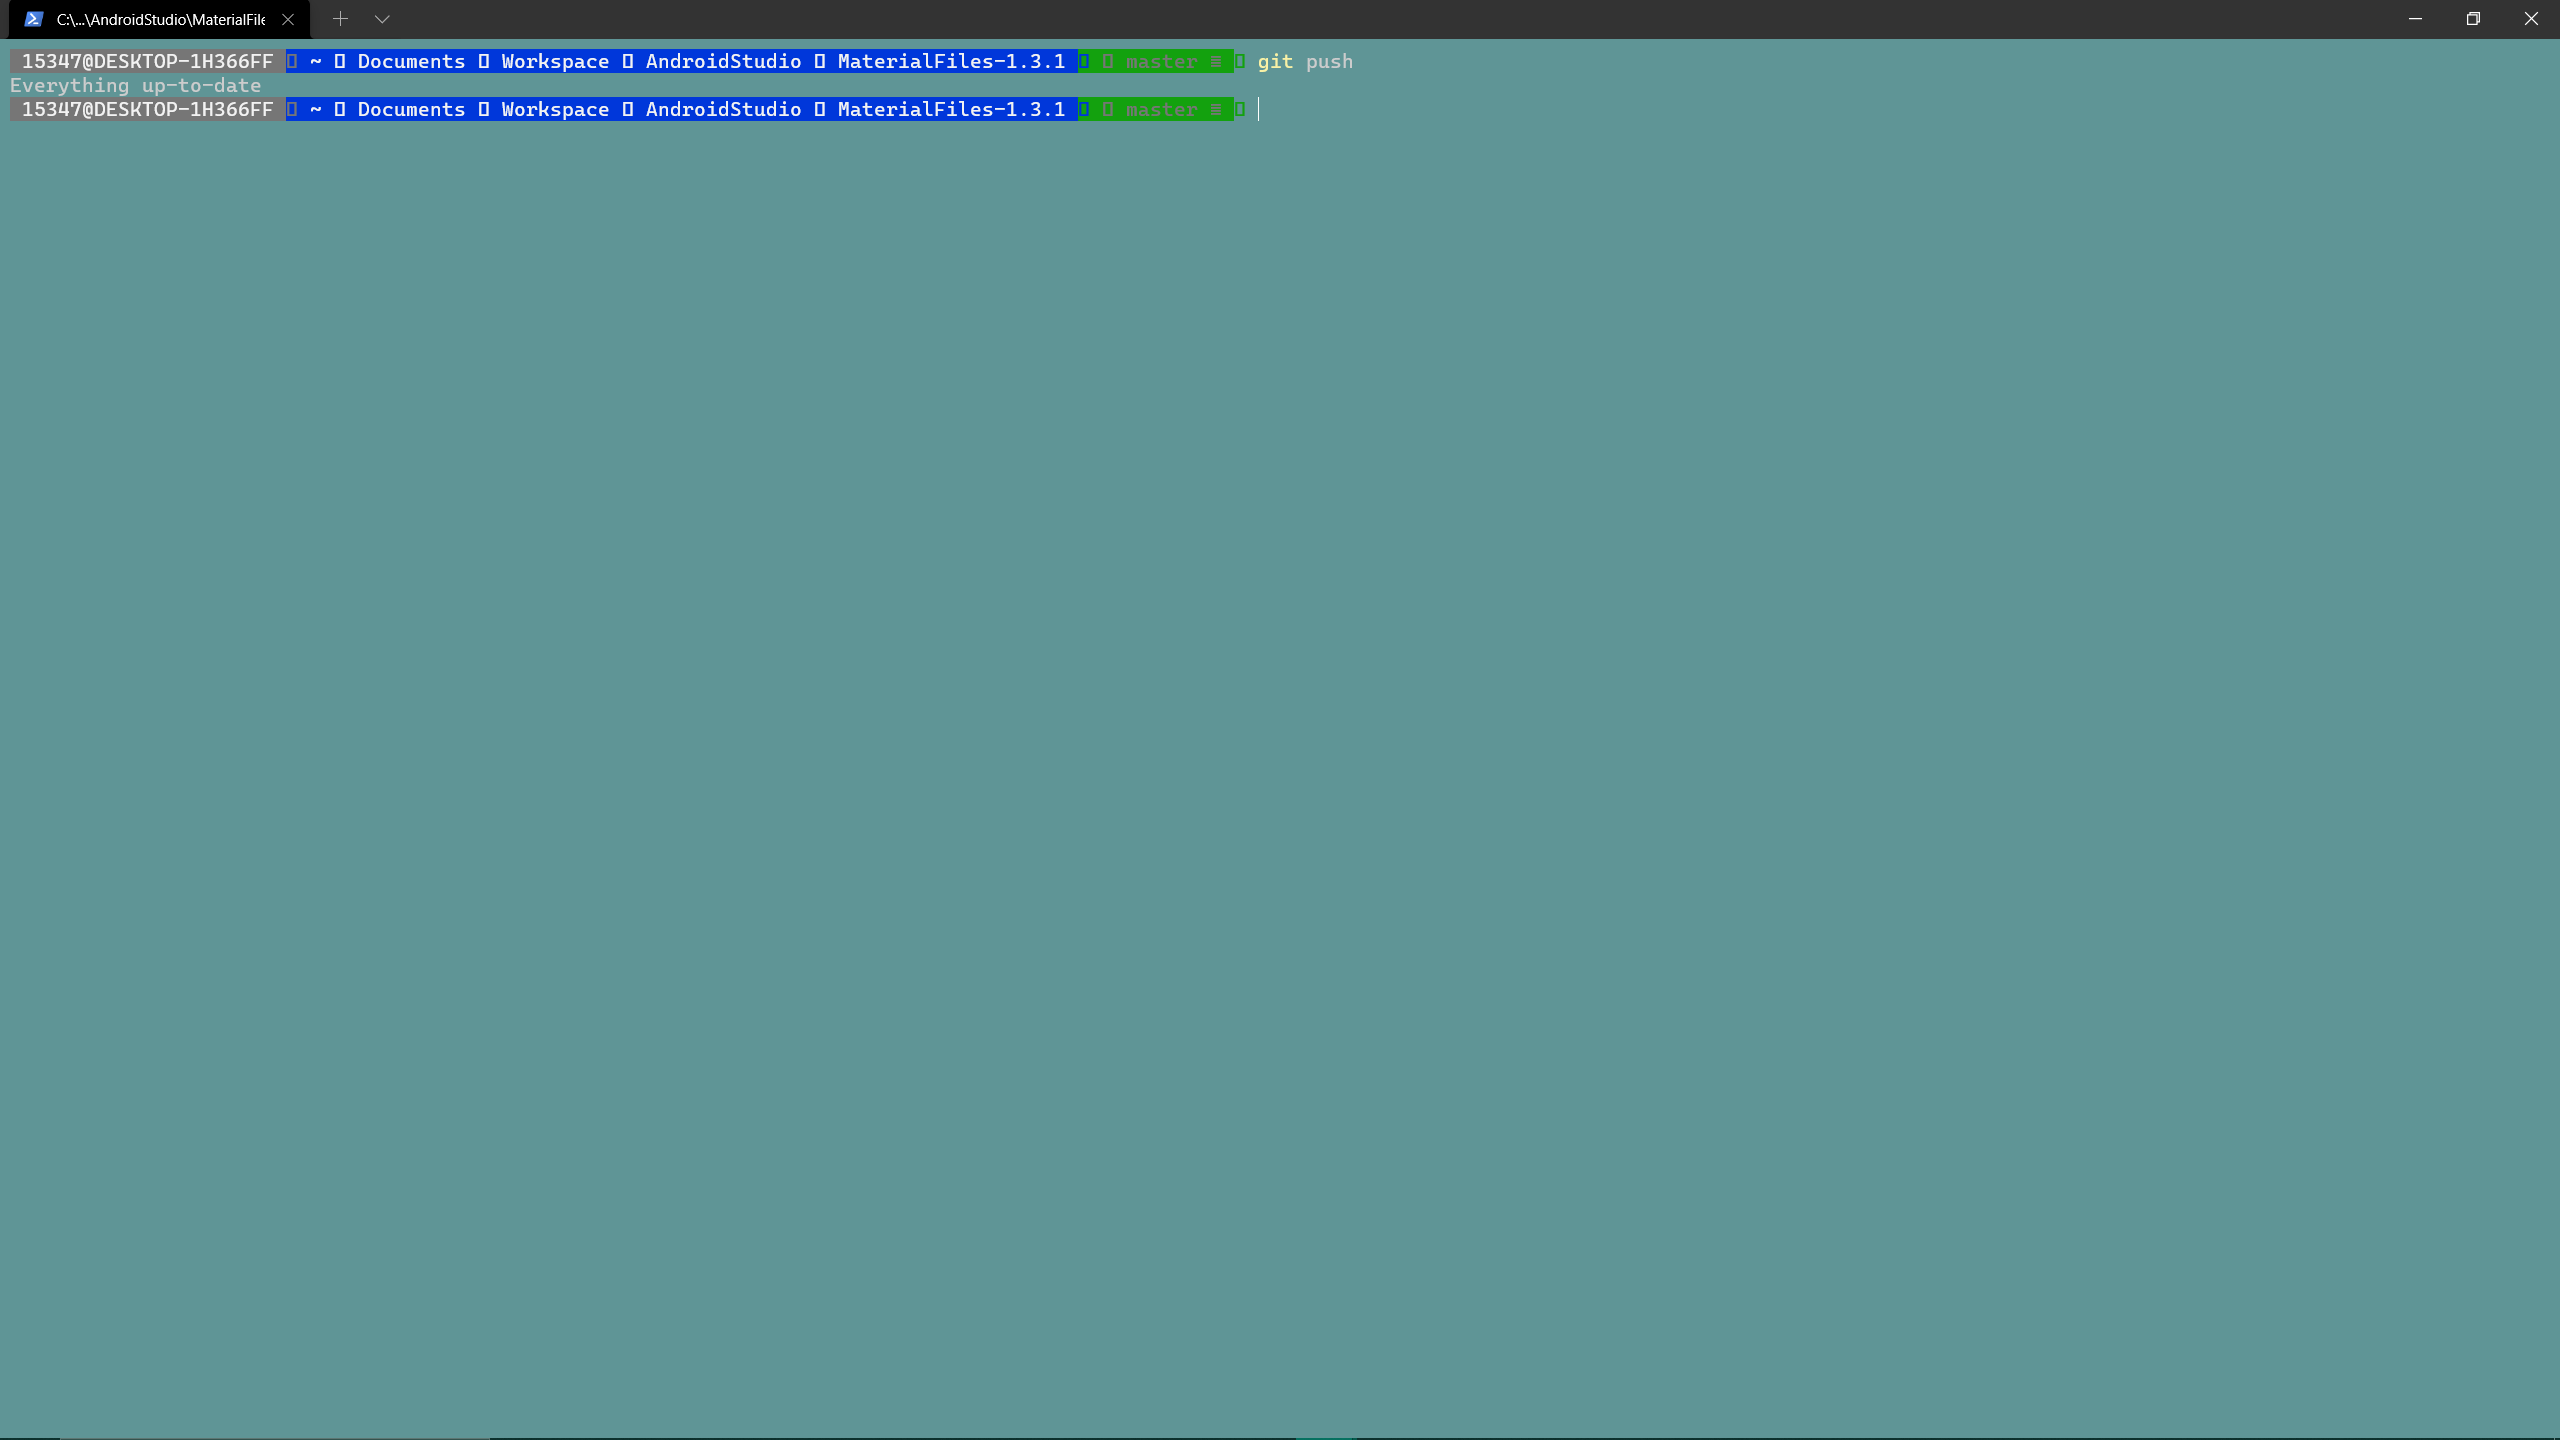 C:\...\AndroidStudio\MaterialFile
15347@DESKTOP-1H366FF ~ Documents Workspace AndroidStudio MaterialFiles-1.3.1 master ≡ git push
Everything up-to-date
15347@DESKTOP-1H366FF ~ Documents Workspace AndroidStudio MaterialFiles-1.3.1 master ≡